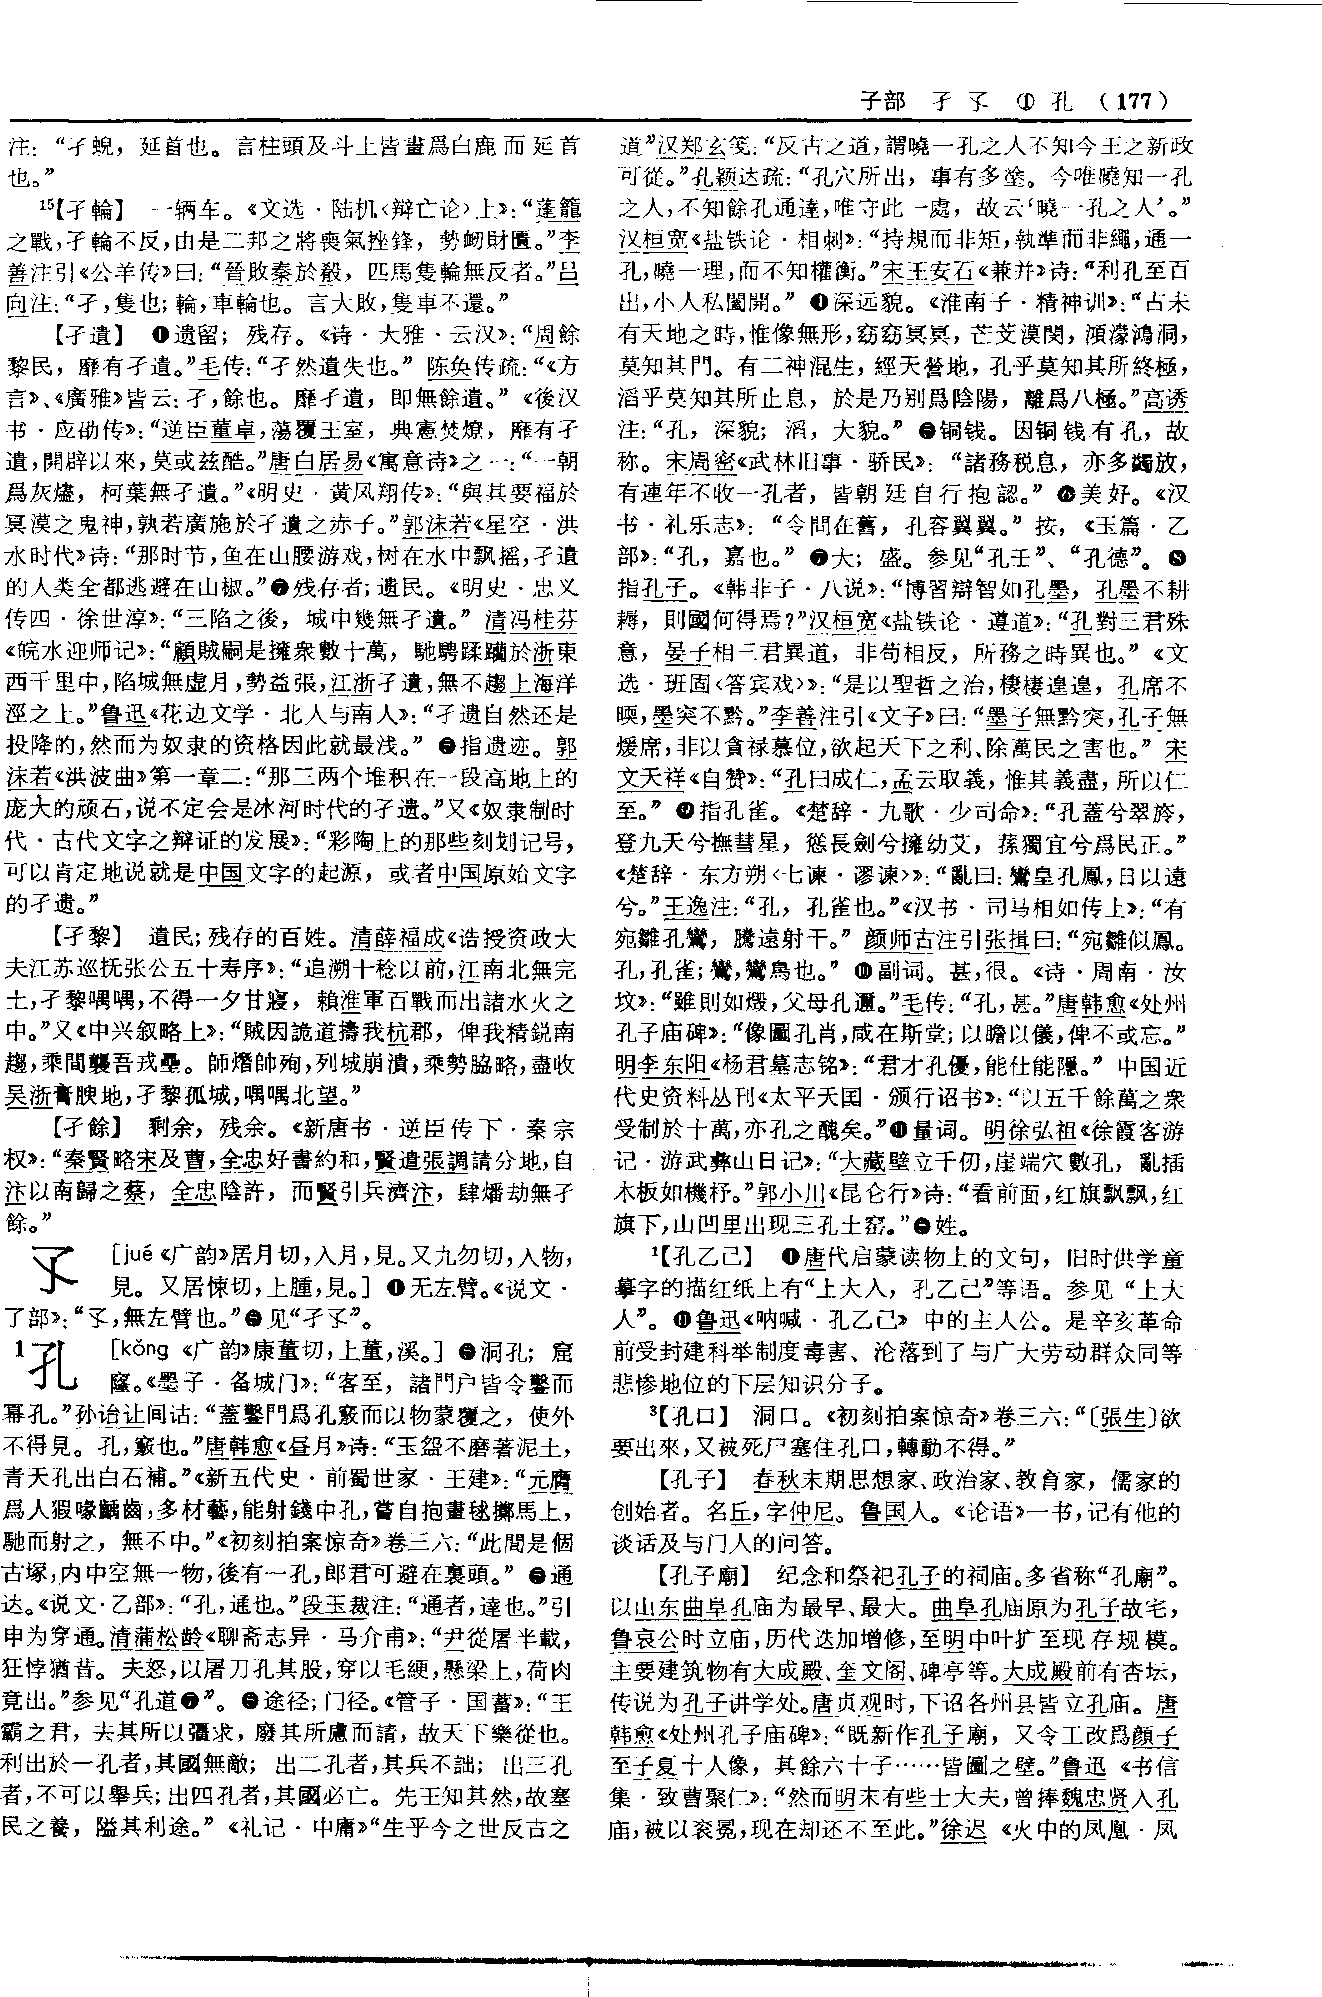 子部　孑 孓　① 孔　（177）
注：“孑蜺，延首也。言柱頭及斗上皆畫爲白鹿而延首
也。”
15【孑輪】　一辆车。《文选·陆机〈辩亡论〉上》：“蓬籠
之戰，孑輪不反，由是二邦之將喪氣挫锋，勢衂財匱。”李
善注引《公羊传》曰：“晉敗秦於殽，匹馬隻輪無反者。”吕
向注：“孑，隻也；輪，車輪也。言大敗，隻車不還。”
【孑遺】　❶遗留；残存。《诗·大雅·云汉》：“周餘
黎民，靡有孑遺。”毛传：“孑然遺失也。”陈奂传疏：“《方
言》、《廣雅》皆云：孑，餘也。靡孑遺，即無餘遺。”《後汉
书·应劭传》：“逆臣董卓，蕩覆王室，典憲焚燎，靡有孑
遺，開辟以來，莫或兹酷。”唐白居易《寓意诗》之一：“一朝
爲灰燼，柯葉無孑遺。”《明史·黄凤翔传》：“與其要福於
冥漠之鬼神，孰若廣施於孑遺之赤子。”郭沫若《星空·洪
水时代》诗：“那时节，鱼在山腰游戏，树在水中飘摇，孑遺
的人类全都逃避在山椒。”❷残存者；遗民。《明史·忠义
传四·徐世淳》：“三陷之後，城中幾無孑遺。”清冯桂芬
《皖水迎师记》：“顧賊嗣是擁衆數十萬，馳騁蹂躪於浙東
西千里中，陷城無虚月，勢益張，江浙孑遺，無不趨上海洋
涇之上。”鲁迅《花边文学·北人与南人》：“孑遺自然还是
投降的，然而为奴隶的资格因此就最浅。”❸指遗迹。郭
沫若《洪波曲》第一章二：“那二两个堆积在一段高地上的
庞大的顽石，说不定会是冰河时代的孑遗。”又《奴隶制时
代·古代文字之辩证的发展》：“彩陶上的那些刻划记号，
可以肯定地说就是中国文字的起源，或者中国原始文字
的孑遗。”
【孑黎】　遺民；残存的百姓。清薛福成《诰授资政大
夫江苏巡抚张公五十寿序》：“追溯十稔以前，江南北無完
土，孑黎喁喁，不得一夕甘寢，賴淮軍百戰而出諸水火之
中。”又《中兴叙略上》：“賊因詭道擣我杭郡，俾我精鋭南
趨，乘間襲吾戎壘。師熸帥殉，列城崩潰，乘勢脇略，盡收
吴浙膏腴地，孑黎孤城，喁喁北望。”
【孑餘】　剩余，残余。《新唐书·逆臣传下·秦宗
权》：“秦賢略宋及曹，全忠好書約和，賢遣張調請分地，自
汴以南歸之蔡，全忠陰許，而賢引兵濟汴，肆燔劫無孑
餘。”
孓　［jué《广韵》居月切，入月，見。又九勿切，入物，
見。又居悚切，上腫，見。］　❶无左臂。《说文·
了部》：“孓，無左臂也。”❷见“孑孓”。
1孔　［kǒng《广韵》康董切，上董，溪。］❶洞孔；窟
窿。《墨子·备城门》：“客至，諸門户皆令鑿而
幂孔。”孙诒让间诂：“蓋鑿門爲孔竅而以物蒙覆之，使外
不得見。孔，竅也。”唐韩愈《昼月》诗：“玉盌不磨著泥土，
青天孔出白石補。”《新五代史·前蜀世家·王建》：“元膺
爲人猳喙齲齒，多材藝，能射錢中孔，嘗自抱畫毬擲馬上，
馳而射之，無不中。”《初刻拍案惊奇》卷三六：“此間是個
古塚，内中空無一物，後有一孔，郎君可避在裏頭。”❷通
达。《说文·乙部》：“孔，通也。”段玉裁注：“通者，達也。”引
申为穿通。清蒲松龄《聊斋志异·马介甫》：“尹從屠半載，
狂悖猶昔。夫怒，以屠刀孔其股，穿以毛绠，懸梁上，荷肉
竟出。”参见“孔道❷”。❸途径；门径。《管子·国蓄》：“王
霸之君，去其所以彊求，廢其所慮而請，故天下樂從也。
利出於一孔者，其國無敵；出二孔者，其兵不詘；出三孔
者，不可以舉兵；出四孔者，其國必亡。先王知其然，故塞
民之養，隘其利途。”《礼记·中庸》“生乎今之世反古之
道”汉郑玄笺：“反古之道，謂曉一孔之人不知今王之新政
可從。”孔颖达疏：“孔穴所出，事有多塗。今唯曉知一孔
之人，不知餘孔通達，唯守此一處，故云‘曉一孔之人’。”
汉桓宽《盐铁论·相刺》：“持規而非矩，執準而非繩，通一
孔，曉一理，而不知權衡。”宋王安石《兼并》诗：“利孔至百
出，小人私闔開。”❹深远貌。《淮南子·精神训》：“古未
有天地之時，惟像無形，窈窈冥冥，芒芠漠閔，澒濛鴻洞，
莫知其門。有二神混生，經天營地，孔乎莫知其所終極，
滔乎莫知其所止息，於是乃别爲陰陽，離爲八極。”高诱
注：“孔，深貌；滔，大貌。”❺铜钱。因铜钱有孔，故
称。宋周密《武林旧事·骄民》：“諸務税息，亦多蠲放，
有連年不收一孔者，皆朝廷自行抱認。”❻美好。《汉
书·礼乐志》：“令問在舊，孔容翼翼。”按，《玉篇·乙
部》：“孔，嘉也。”❼大；盛。参见“孔壬”、“孔德”。❽
指孔子。《韩非子·八说》：“博習辯智如孔墨，孔墨不耕
耨，則國何得焉？”汉桓宽《盐铁论·遵道》：“孔對三君殊
意，晏子相三君異道，非苟相反，所務之時異也。”《文
选·班固〈答宾戏〉》：“是以聖哲之治，棲棲遑遑，孔席不
暝，墨突不黔。”李善注引《文子》曰：“墨子無黔突，孔子無
煖席，非以貪禄慕位，欲起天下之利、除萬民之害也。”宋
文天祥《自赞》：“孔曰成仁，孟云取義，惟其義盡，所以仁
至。”❾指孔雀。《楚辞·九歌·少司命》：“孔蓋兮翠旍，
登九天兮撫彗星，慫長劍兮擁幼艾，蓀獨宜兮爲民正。”
《楚辞·东方朔〈七谏·谬谏〉》：“亂曰：鸞皇孔鳳，日以遠
兮。”王逸注：“孔，孔雀也。”《汉书·司马相如传上》：“有
宛雛孔鸞，騰遠射干。”颜师古注引张揖曰：“宛雛似鳳。
孔，孔雀；鸞，鸞鳥也。”❿副词。甚，很。《诗·周南·汝
坟》：“雖則如燬，父母孔邇。”毛传：“孔，甚。”唐韩愈《处州
孔子庙碑》：“像圖孔肖，咸在斯堂；以瞻以儀，俾不或忘。”
明李东阳《杨君墓志铭》：“君才孔優，能仕能隱。”中国近
代史资料丛刊《太平天囯·颁行诏书》：“以五千餘萬之衆
受制於十萬，亦孔之醜矣。”⓫量词。明徐弘祖《徐霞客游
记·游武彝山日记》：“大藏壁立千仞，崖端穴數孔，亂插
木板如機杼。”郭小川《昆仑行》诗：“看前面，红旗飘飘，红
旗下，山凹里出现三孔土窑。”⓬姓。
1【孔乙己】　❶唐代启蒙读物上的文句，旧时供学童
摹字的描红纸上有“上大人，孔乙己”等语。参见“上大
人”。❷鲁迅《呐喊·孔乙己》中的主人公。是辛亥革命
前受封建科举制度毒害、沦落到了与广大劳动群众同等
悲惨地位的下层知识分子。
3【孔口】　洞口。《初刻拍案惊奇》卷三六：“〔張生〕欲
要出來，又被死尸塞住孔口，轉動不得。”
【孔子】　春秋末期思想家、政治家、教育家，儒家的
创始者。名丘，字仲尼。鲁国人。《论语》一书，记有他的
谈话及与门人的问答。
【孔子廟】　纪念和祭祀孔子的祠庙。多省称“孔廟”。
以山东曲阜孔庙为最早、最大。曲阜孔庙原为孔子故宅，
鲁哀公时立庙，历代迭加增修，至明中叶扩至现存规模。
主要建筑物有大成殿、奎文阁、碑亭等。大成殿前有杏坛，
传说为孔子讲学处。唐贞观时，下诏各州县皆立孔庙。唐
韩愈《处州孔子庙碑》：“既新作孔子廟，又令工改爲顔子
至子夏十人像，其餘六十子……皆圖之壁。”鲁迅《书信
集·致曹聚仁》：“然而明末有些士大夫，曾捧魏忠贤入孔
庙，被以衮冕，现在却还不至此。”徐迟《火中的凤凰·凤